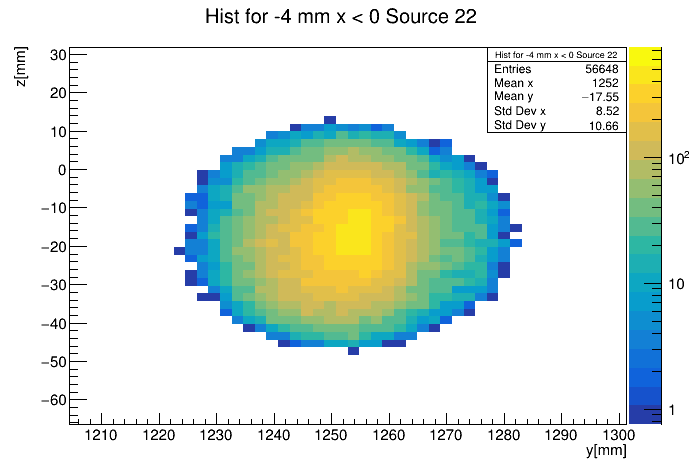 Hist for -4 mm x < 0 Source 22
z[mm]
30
20
10
0
−10
−20
−30
−40
−50
−60
1210 1220 1230 1240 1250 1260 1270 1280 1290 1300
y[mm]
Hist for -4 mm x < 0 Source 22
Entries 56648
Mean x 1252
Mean y −17.55
Std Dev x 8.52
Std Dev y 10.66
10²
10
1